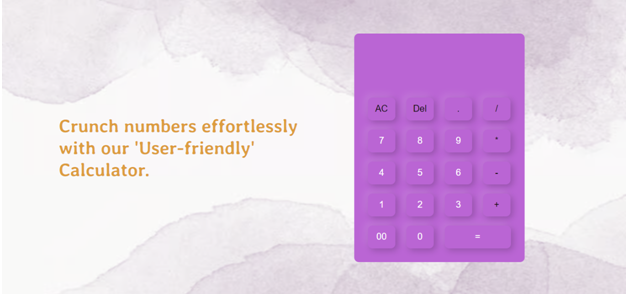 Crunch numbers effortlessly
with our 'User-friendly'
Calculator.
AC Del . /
7 8 9 *
4 5 6 -
1 2 3 +
00 0 =